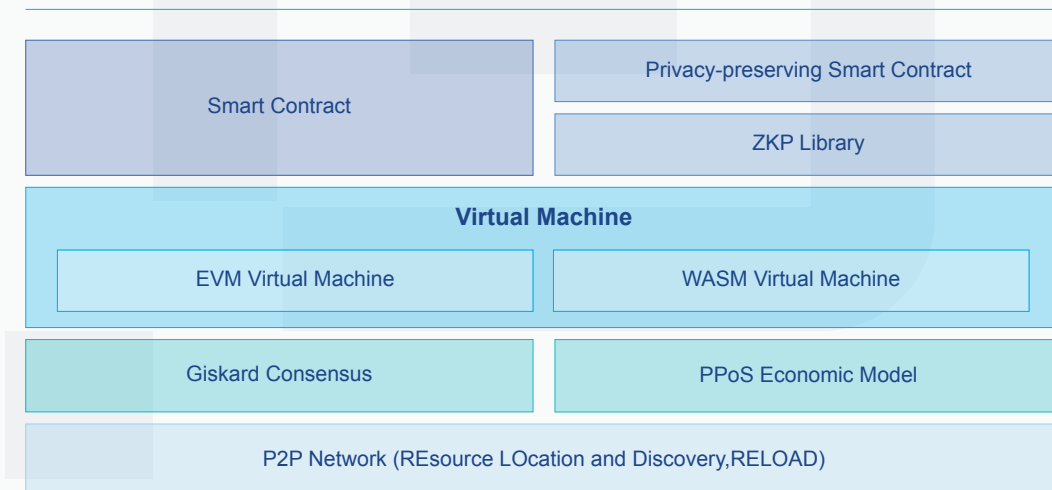 Smart Contract
Privacy-preserving Smart Contract
ZKP Library
Virtual Machine
EVM Virtual Machine
WASM Virtual Machine
Giskard Consensus
PPoS Economic Model
P2P Network (REsource LOcation and Discovery,RELOAD)